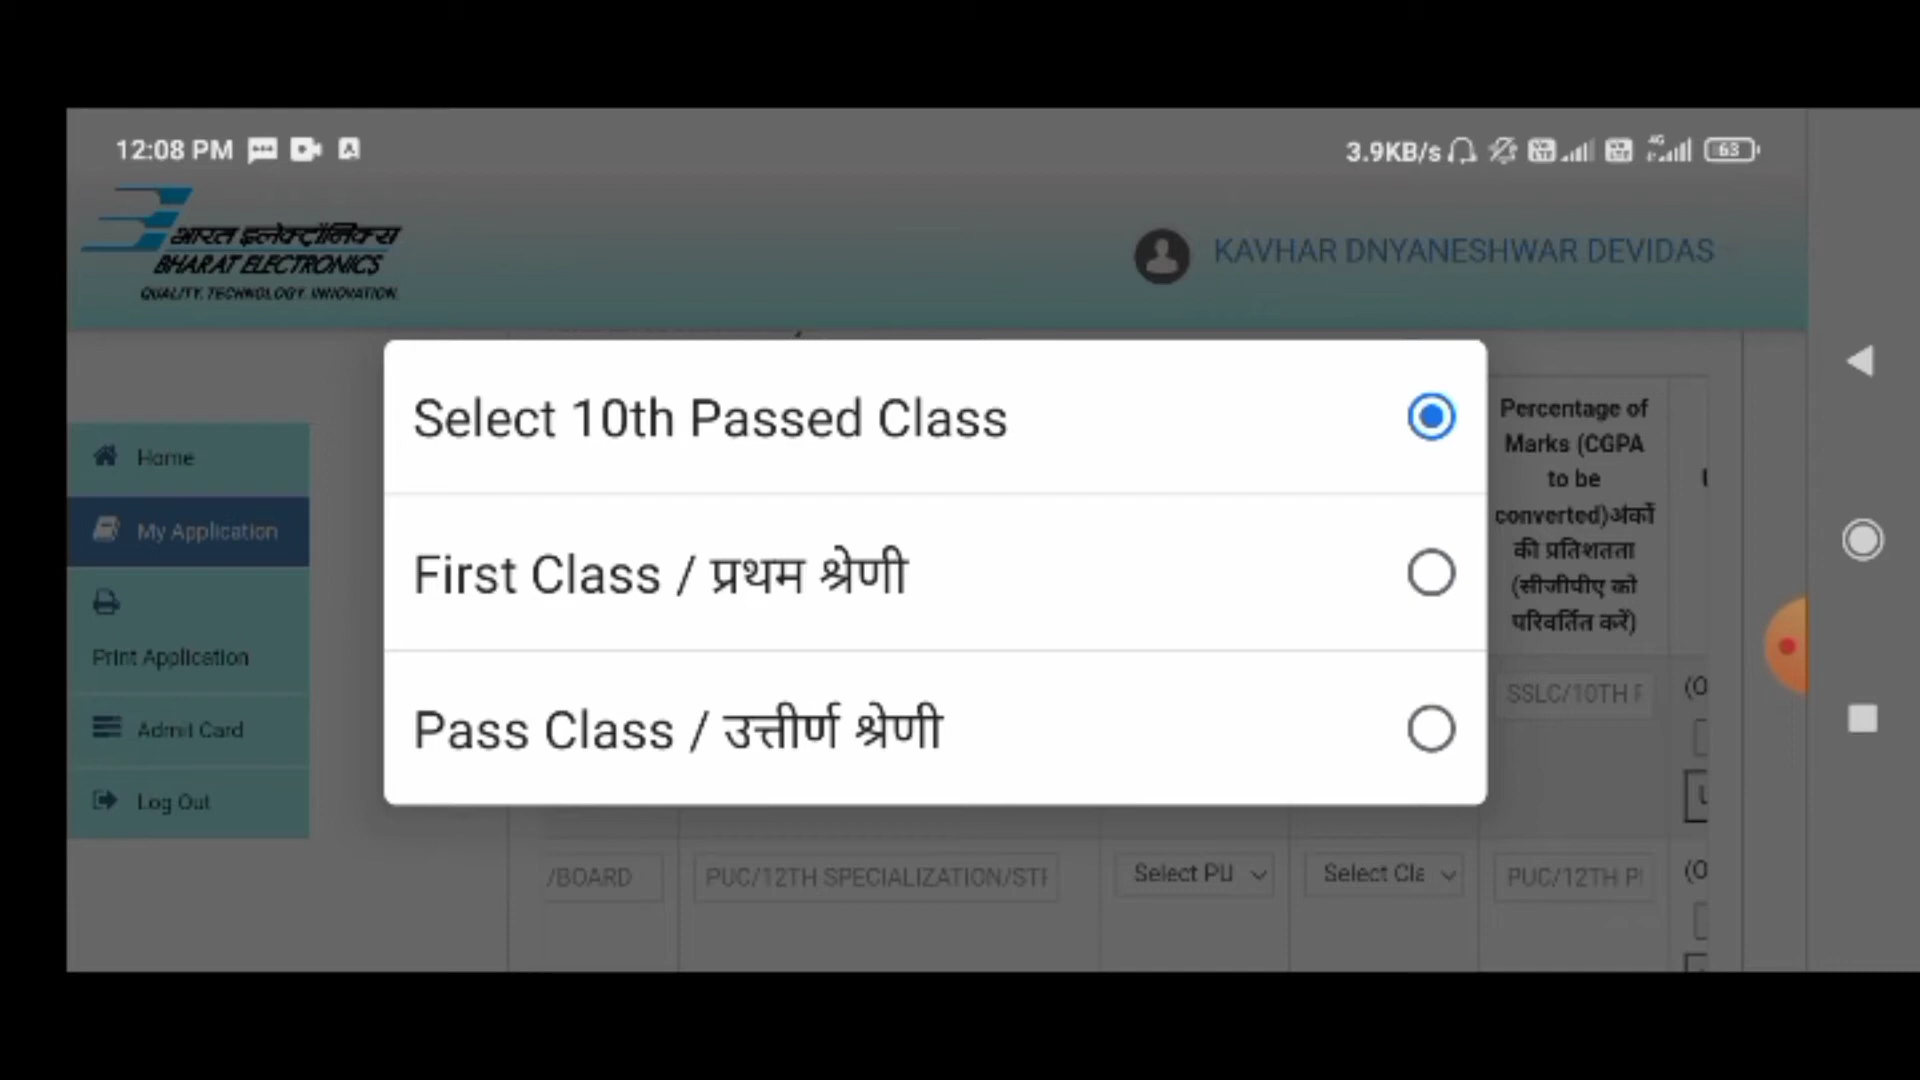 12:08 PM
3.9KB/s
63
भारत इलेक्ट्रॉनिक्स
BHARAT ELECTRONICS
QUALITY. TECHNOLOGY. INNOVATION.
KAVHAR DNYANESHWAR DEVIDAS
Home
My Application
Print Application
Admit Card
Log Out
Select 10th Passed Class
First Class / प्रथम श्रेणी
Pass Class / उत्तीर्ण श्रेणी
Percentage of
Marks (CGPA
to be
converted)अंकों
की प्रतिशतता
(सीजीपीए को
परिवर्तित करें)
SSLC/10TH
(O
/BOARD
PUC/12TH SPECIALIZATION/STR
Select PU
Select Cla
PUC/12TH
(O